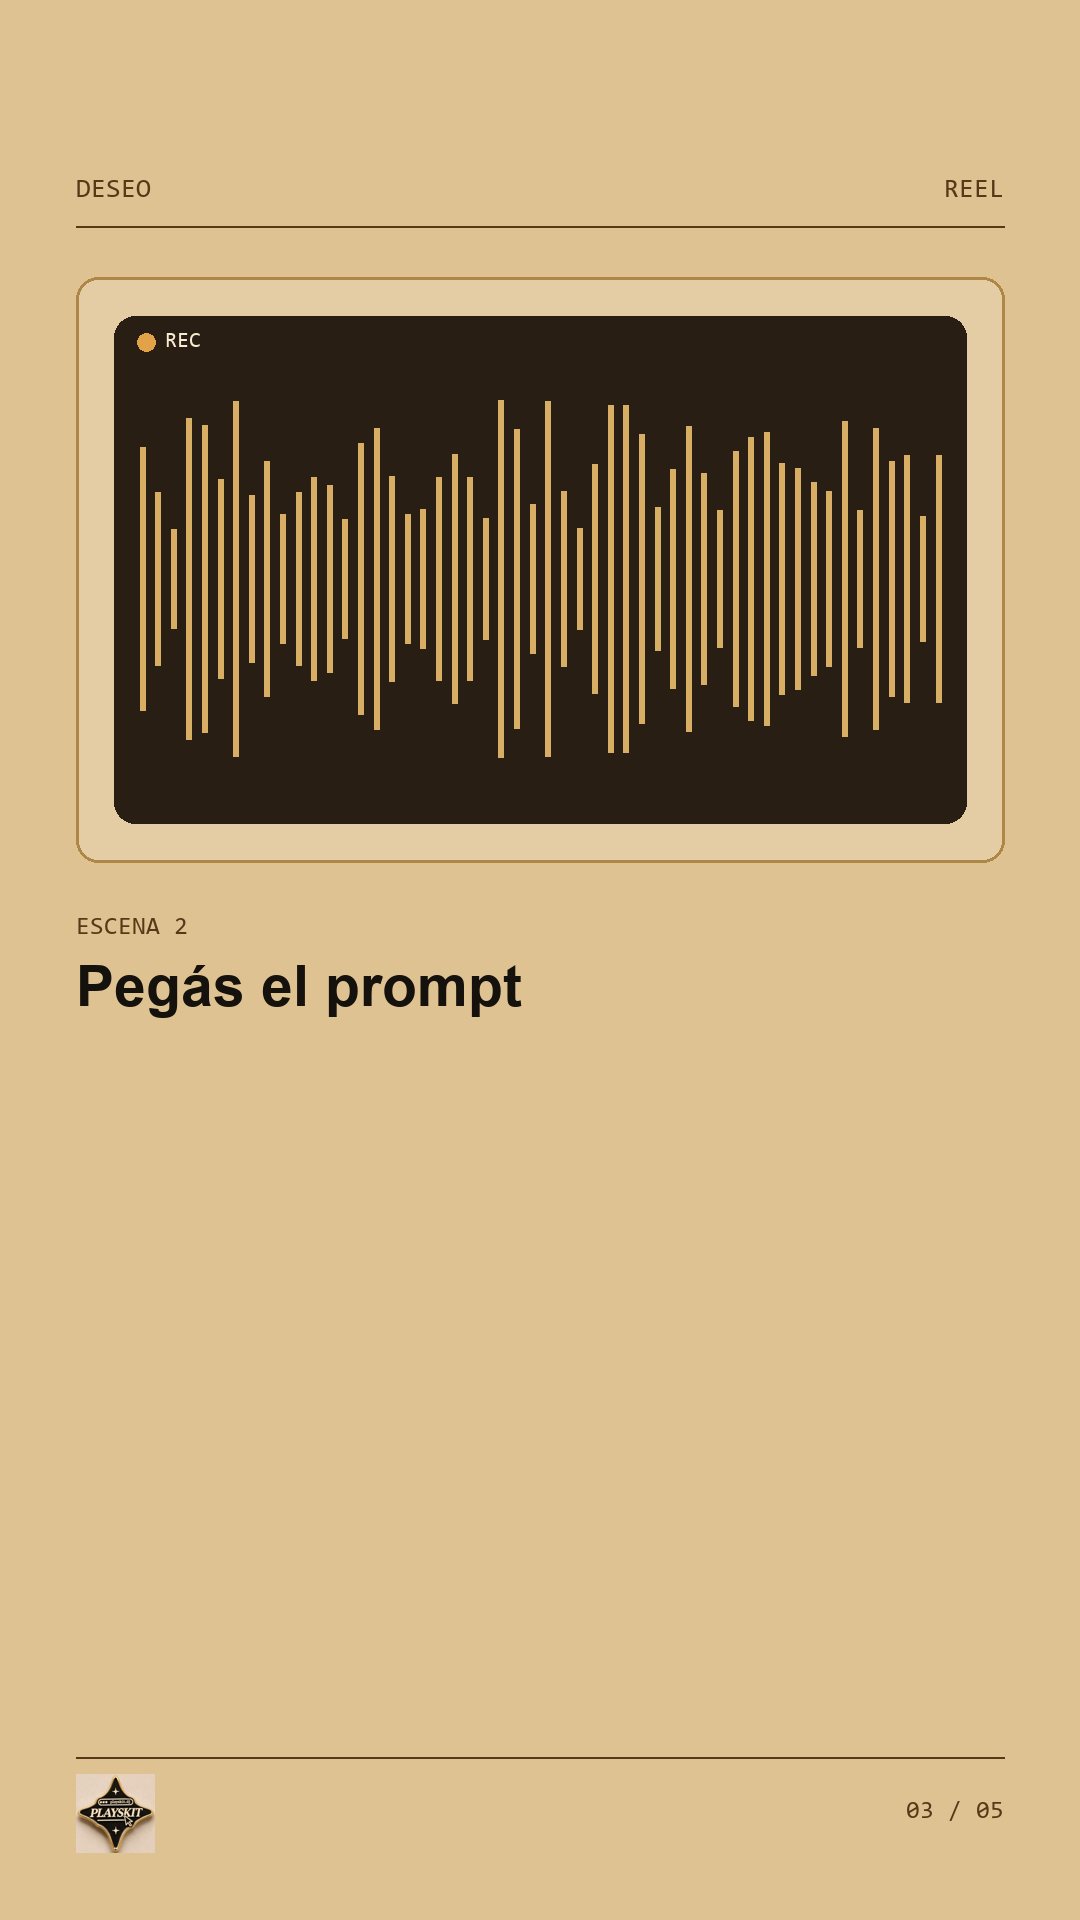 DESEO
REEL
REC
ESCENA 2
Pegás el prompt
PLAYSKIT
03 / 05